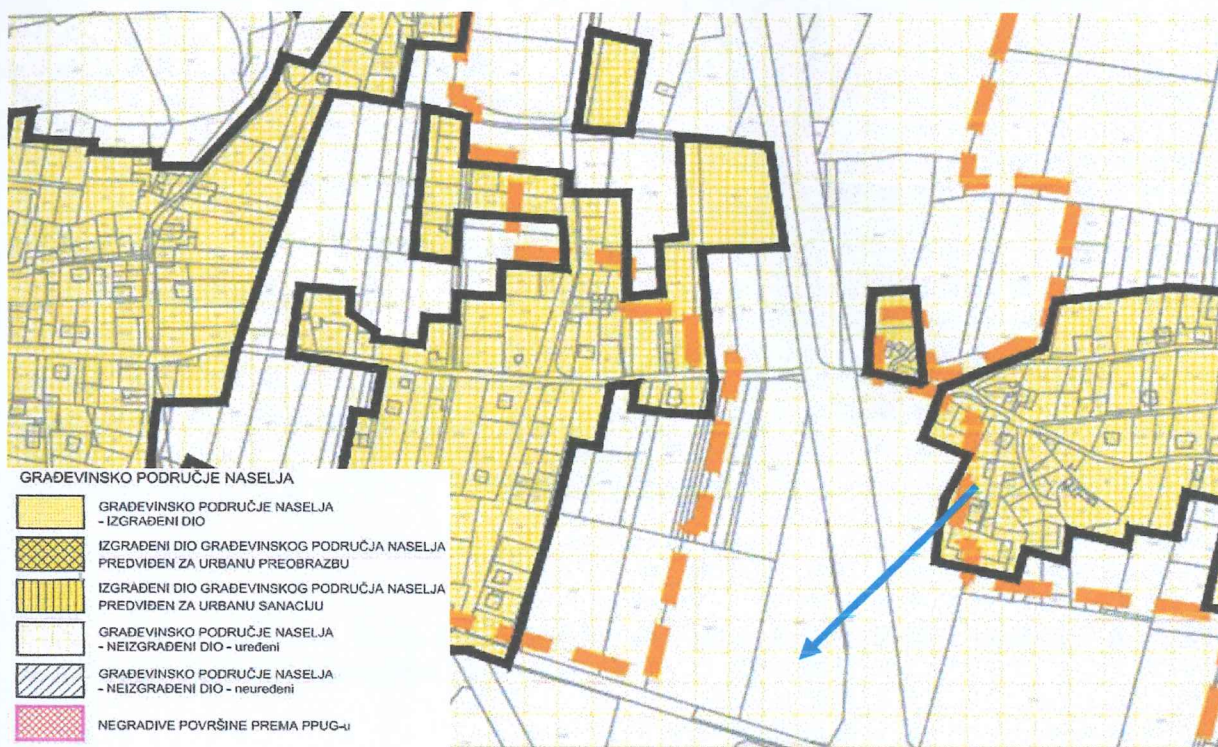 GRAĐEVINSKO PODRUČJE NASELJA
GRAĐEVINSKO PODRUČJE NASELJA
- IZGRAĐENI DIO
IZGRAĐENI DIO GRAĐEVINSKOG PODRUČJA NASELJA
PREDVIĐEN ZA URBANU PREOBRAZBU
IZGRAĐENI DIO GRAĐEVINSKOG PODRUČJA NASELJA
PREDVIĐEN ZA URBANU SANACIJU
GRAĐEVINSKO PODRUČJE NASELJA
- NEIZGRAĐENI DIO - uređeni
GRAĐEVINSKO PODRUČJE NASELJA
- NEIZGRAĐENI DIO - neuređeni
NEGRADIVE POVRŠINE PREMA PPUG-u